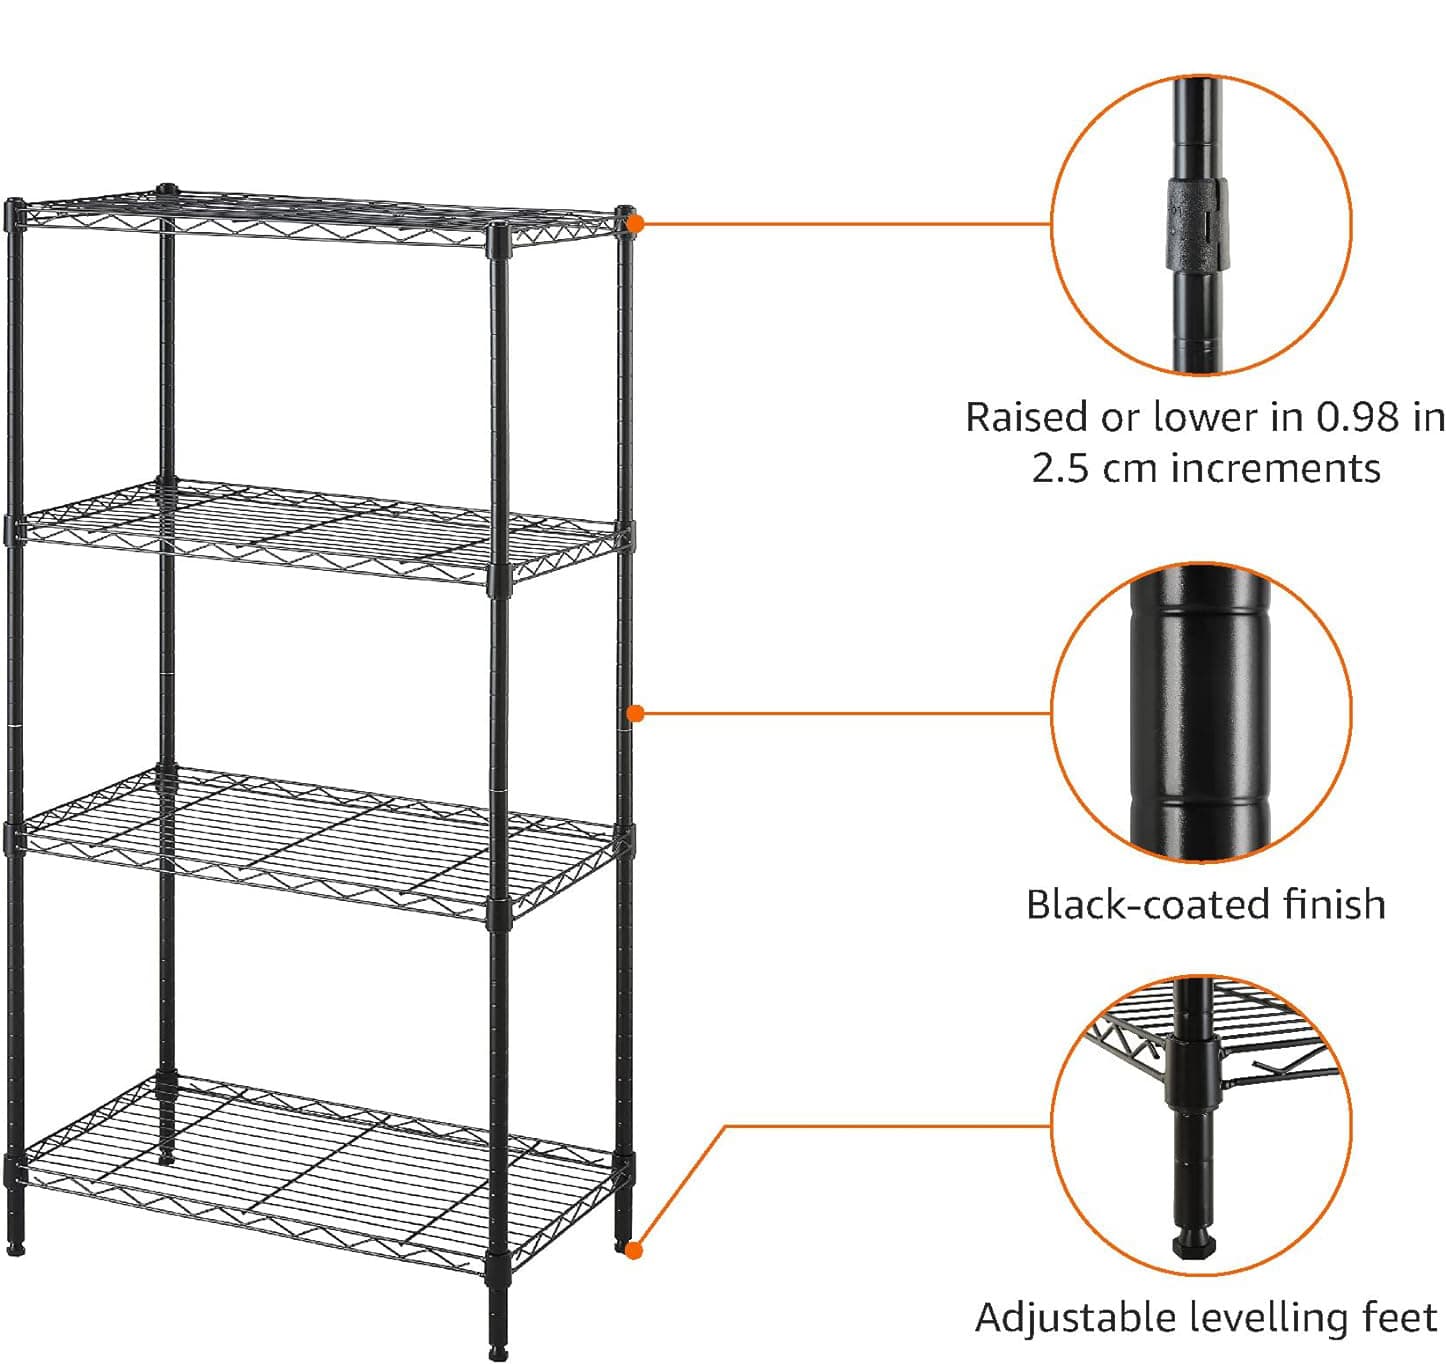 Raised or lower in 0.98 in
2.5 cm increments
Black-coated finish
Adjustable levelling feet